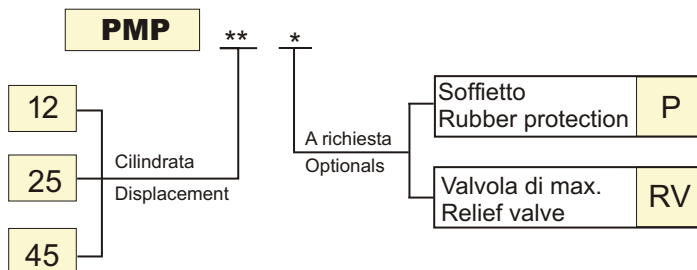 PMP ** *
12
25
45
Cilindrata
Displacement
A richiesta
Optionals
Soffietto
Rubber protection
P
Valvola di max.
Relief valve
RV